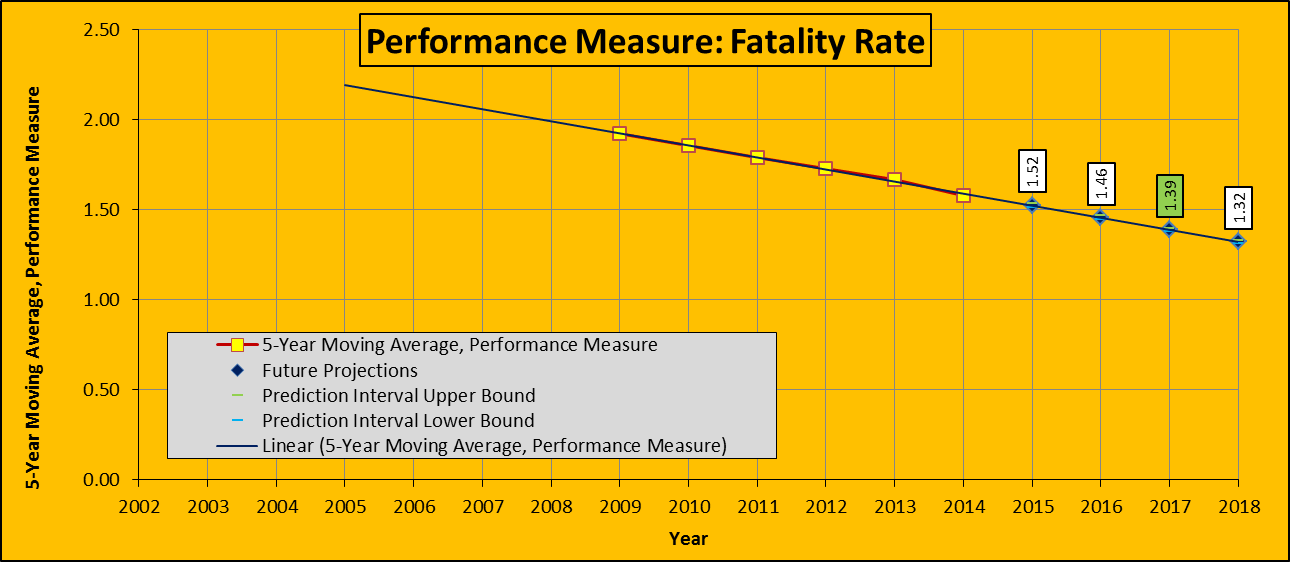 Performance Measure: Fatality Rate
5-Year Moving Average, Performance Measure
2.50
2.00
1.50
1.00
0.50
0.00
1.52
1.46
1.39
1.32
5-Year Moving Average, Performance Measure
Future Projections
Prediction Interval Upper Bound
Prediction Interval Lower Bound
Linear (5-Year Moving Average, Performance Measure)
2002 2003 2004 2005 2006 2007 2008 2009 2010 2011 2012 2013 2014 2015 2016 2017 2018
Year